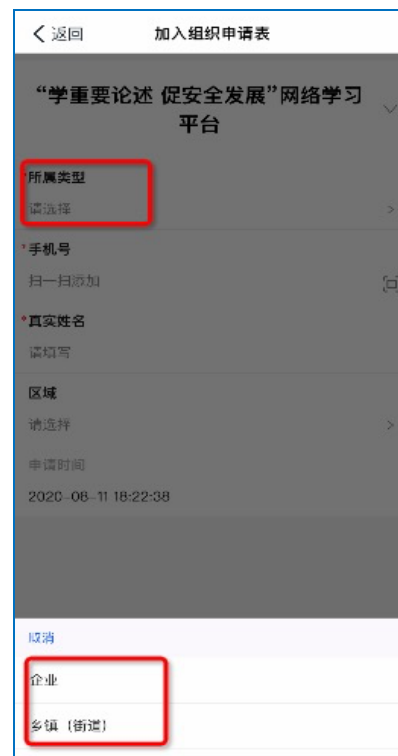 返回 加入组织申请表
“学重要论述 促安全发展”网络学习
平台
*所属类型
请选择
*手机号
扫一扫添加
*真实姓名
请填写
区域
请选择
申请时间
2020-08-11 18:22:38
取消
企业
乡镇（街道）